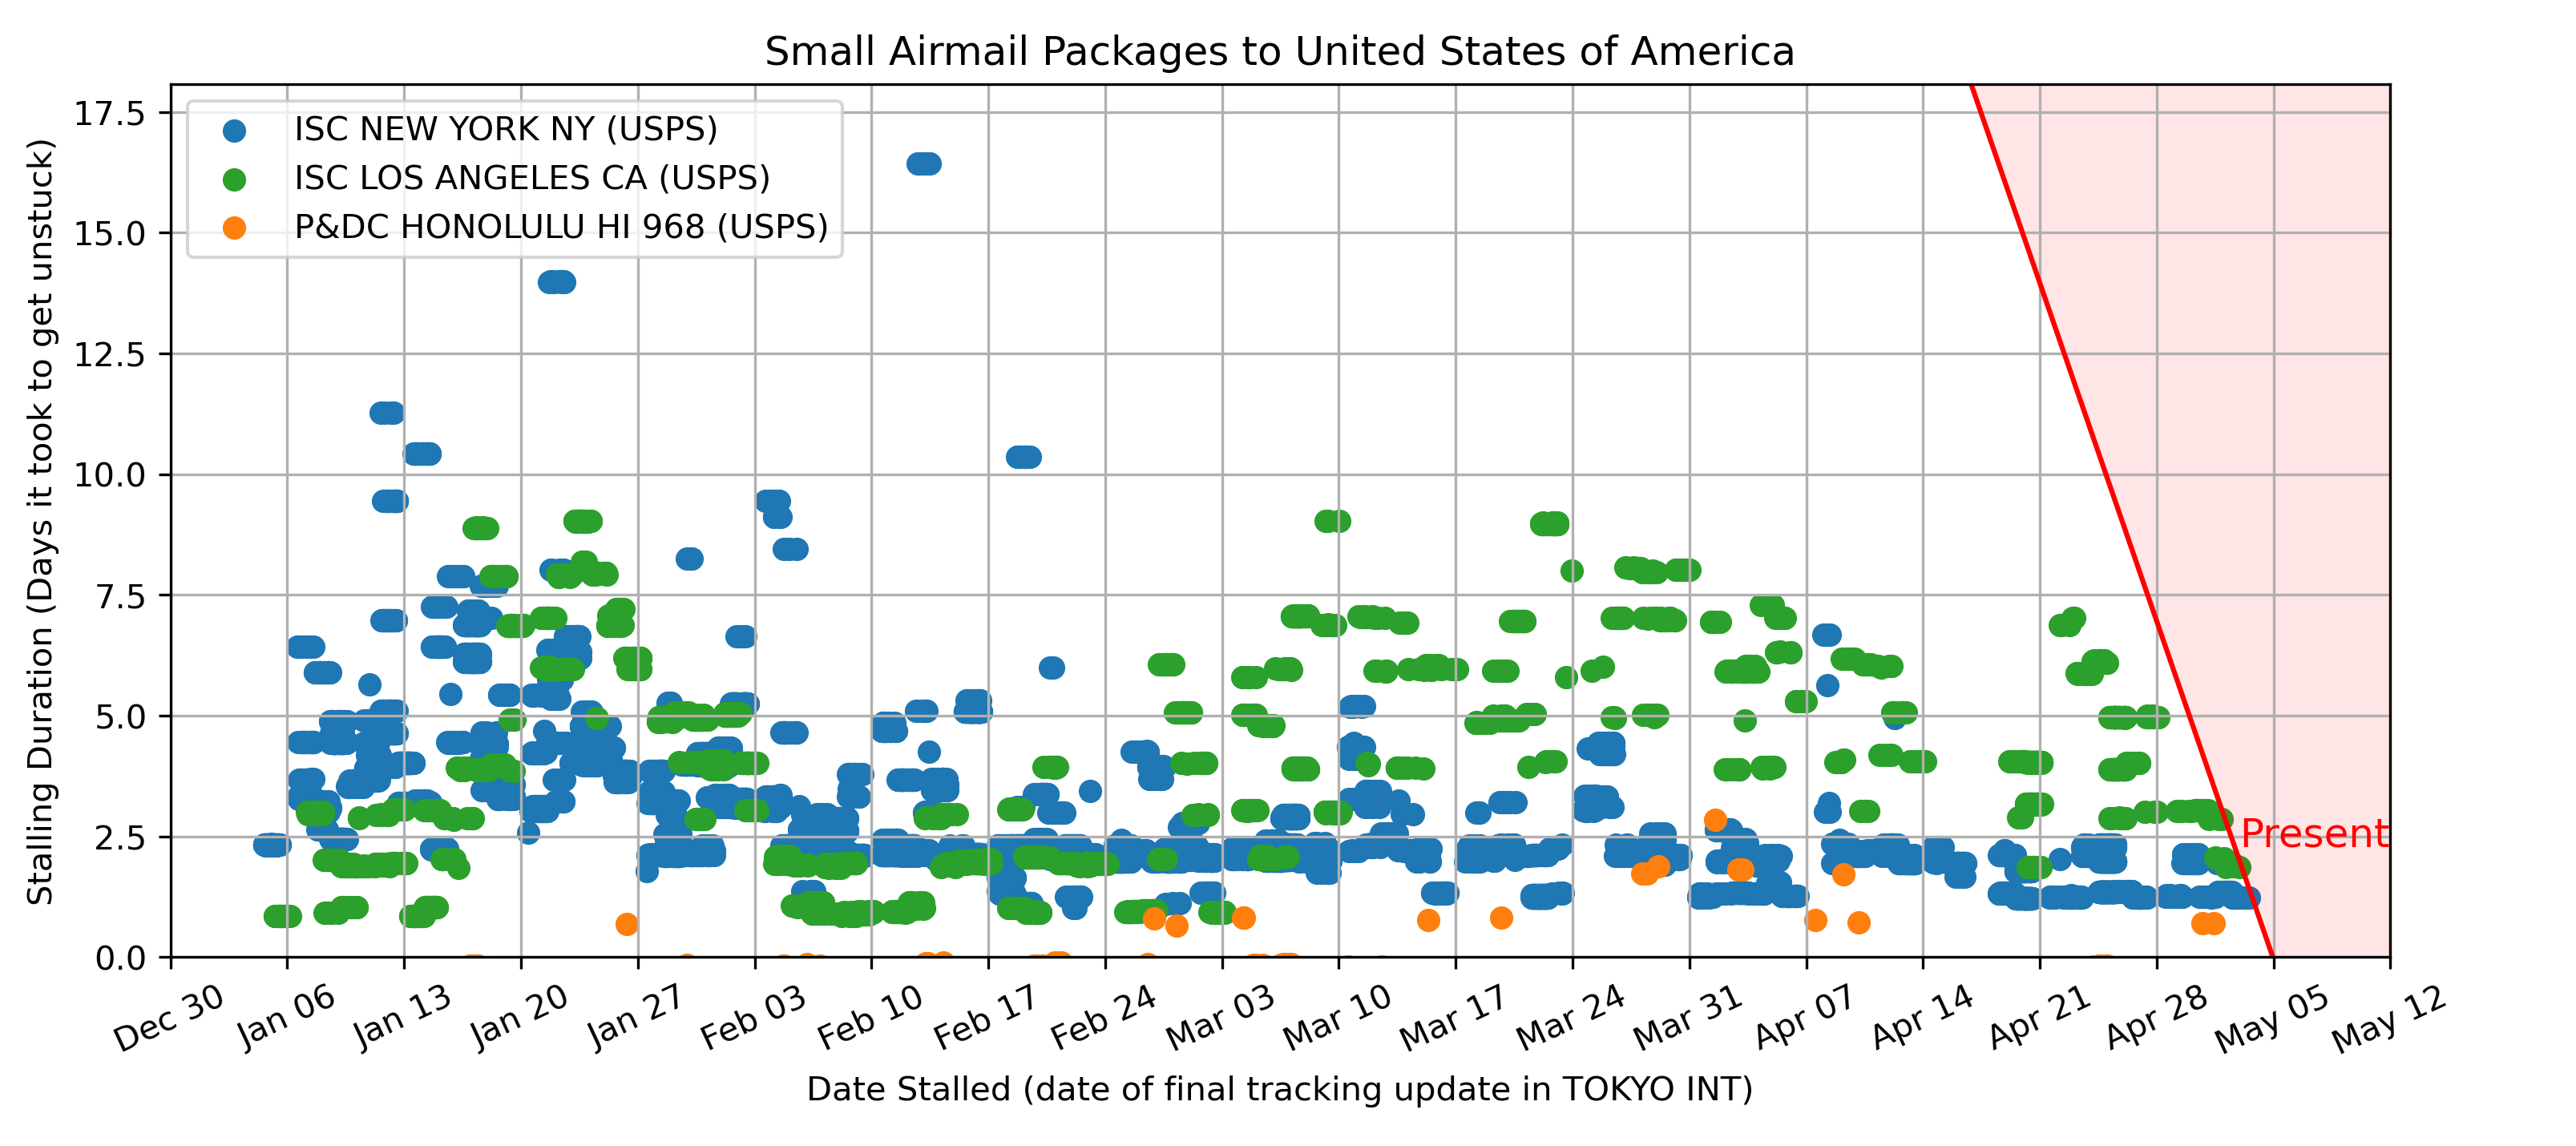 Small Airmail Packages to United States of America
Stalling Duration (Days it took to get unstuck)
17.5
15.0
12.5
10.0
7.5
5.0
2.5
0.0
ISC NEW YORK NY (USPS)
ISC LOS ANGELES CA (USPS)
P&DC HONOLULU HI 968 (USPS)
Present
Dec 30
Jan 06
Jan 13
Jan 20
Jan 27
Feb 03
Feb 10
Feb 17
Feb 24
Mar 03
Mar 10
Mar 17
Mar 24
Mar 31
Apr 07
Apr 14
Apr 21
Apr 28
May 05
May 12
Date Stalled (date of final tracking update in TOKYO INT)